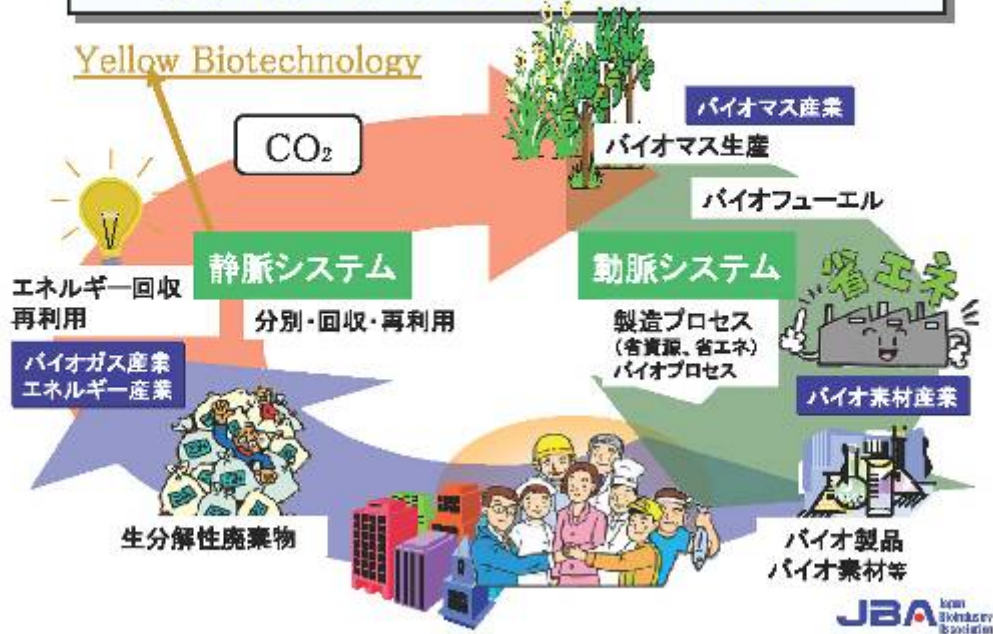 Yellow Biotechnology
CO₂
バイオマス産業
バイオマス生産
バイオフューエル
静脈システム
動脈システム
省エネ
エネルギー回収
再利用
分別・回収・再利用
製造プロセス
(省資源、省エネ)
バイオプロセス
バイオガス産業
エネルギー産業
バイオ素材産業
生分解性廃棄物
バイオ製品
バイオ素材等
JBA
Japan
Bioindustry
Association